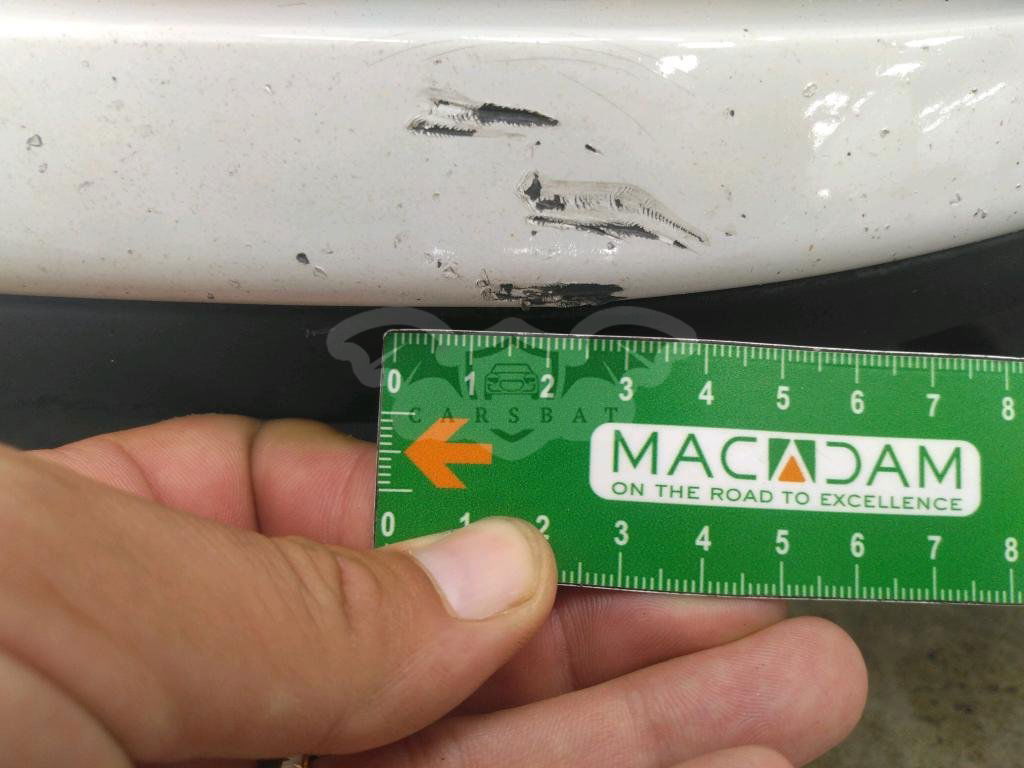 0 1 2 3 4 5 6 7 8
CARSBAT
MACADAM
ON THE ROAD TO EXCELLENCE
0 1 2 3 4 5 6 7 8